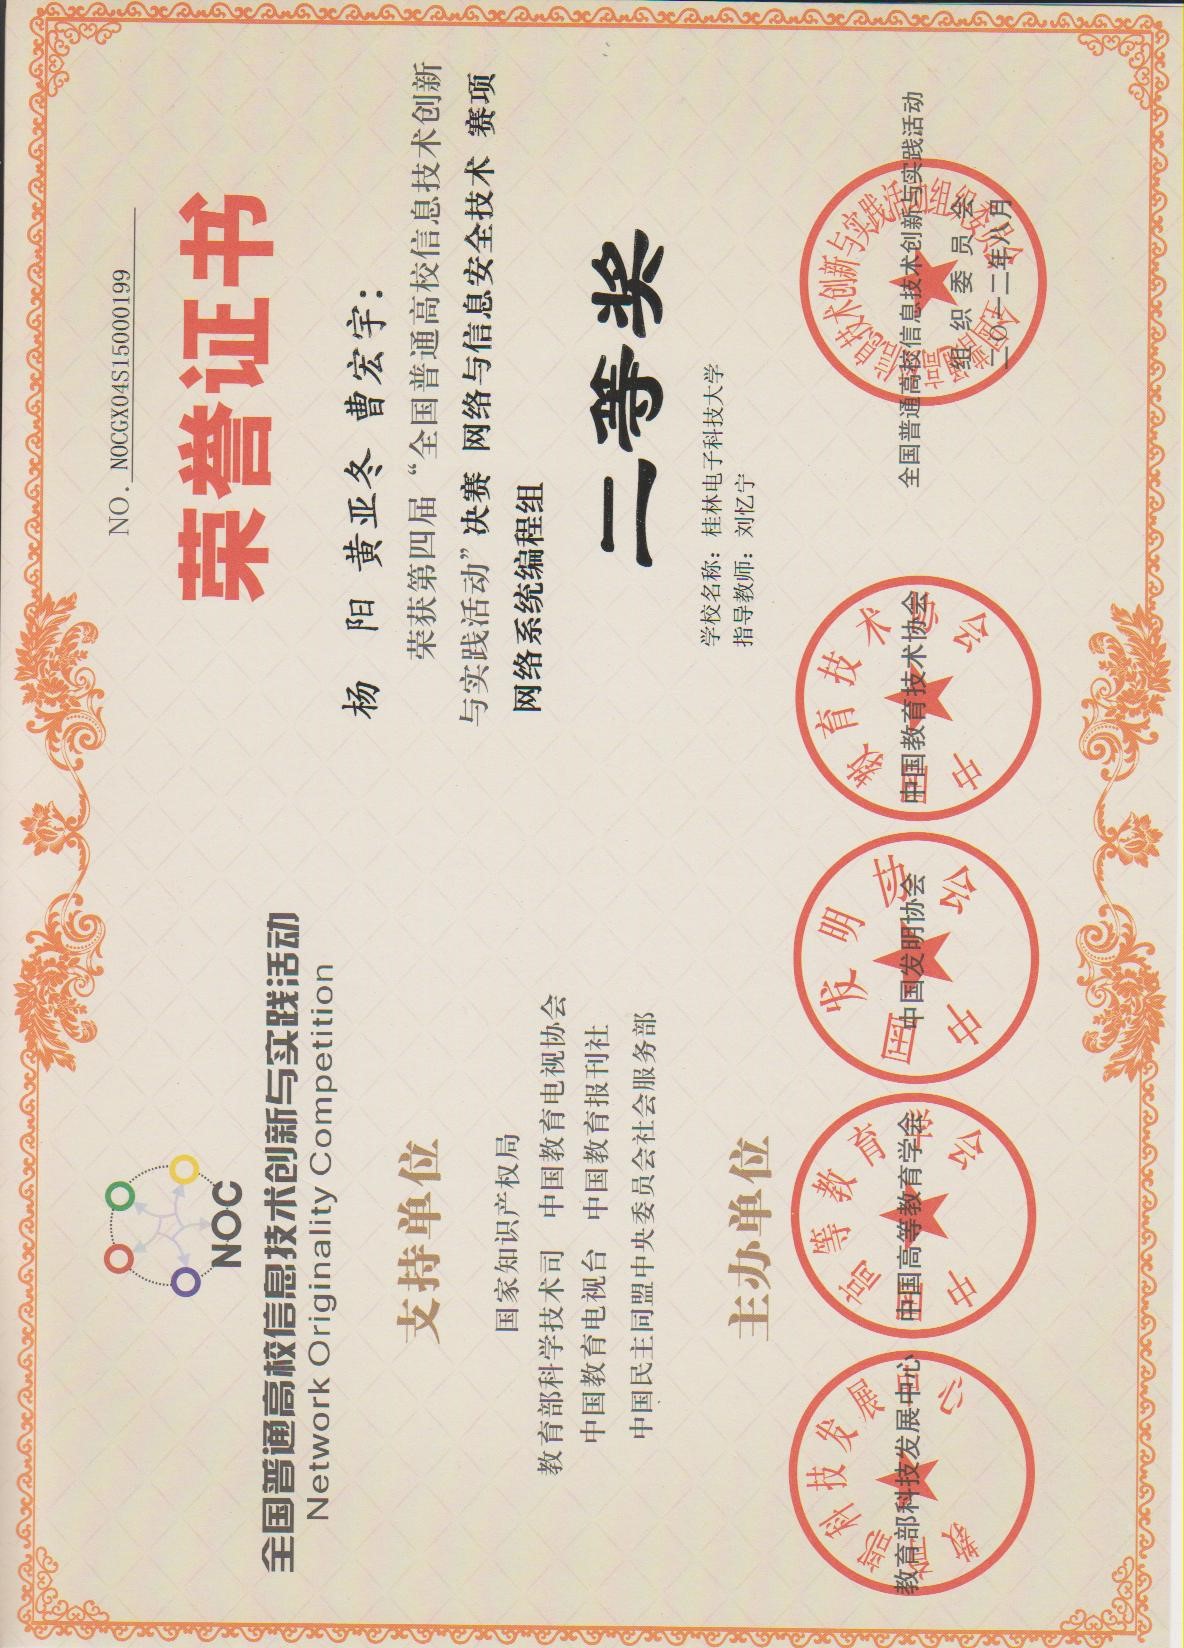 NOC
全国普通高校信息技术创新与实践活动
Network Originality Competition
支持单位
国家知识产权局
教育部科学技术司 中国教育电视协会
中国教育电视台 中国教育报刊社
中国民主同盟中央委员会社会服务部
主办单位
教育部科技发展中心
中国高等教育学会
中国发明协会
中国教育技术协会
NO. NOCGX04S15000199
荣誉证书
杨 阳 黄亚冬 曹宏宇：
荣获第四届“全国普通高校信息技术创新
与实践活动”决赛 网络与信息安全技术 赛项
网络系统编程组
二等奖
学校名称：桂林电子科技大学
指导教师：刘忆宁
全国普通高校信息技术创新与实践活动
组织委员会
二〇一二年八月